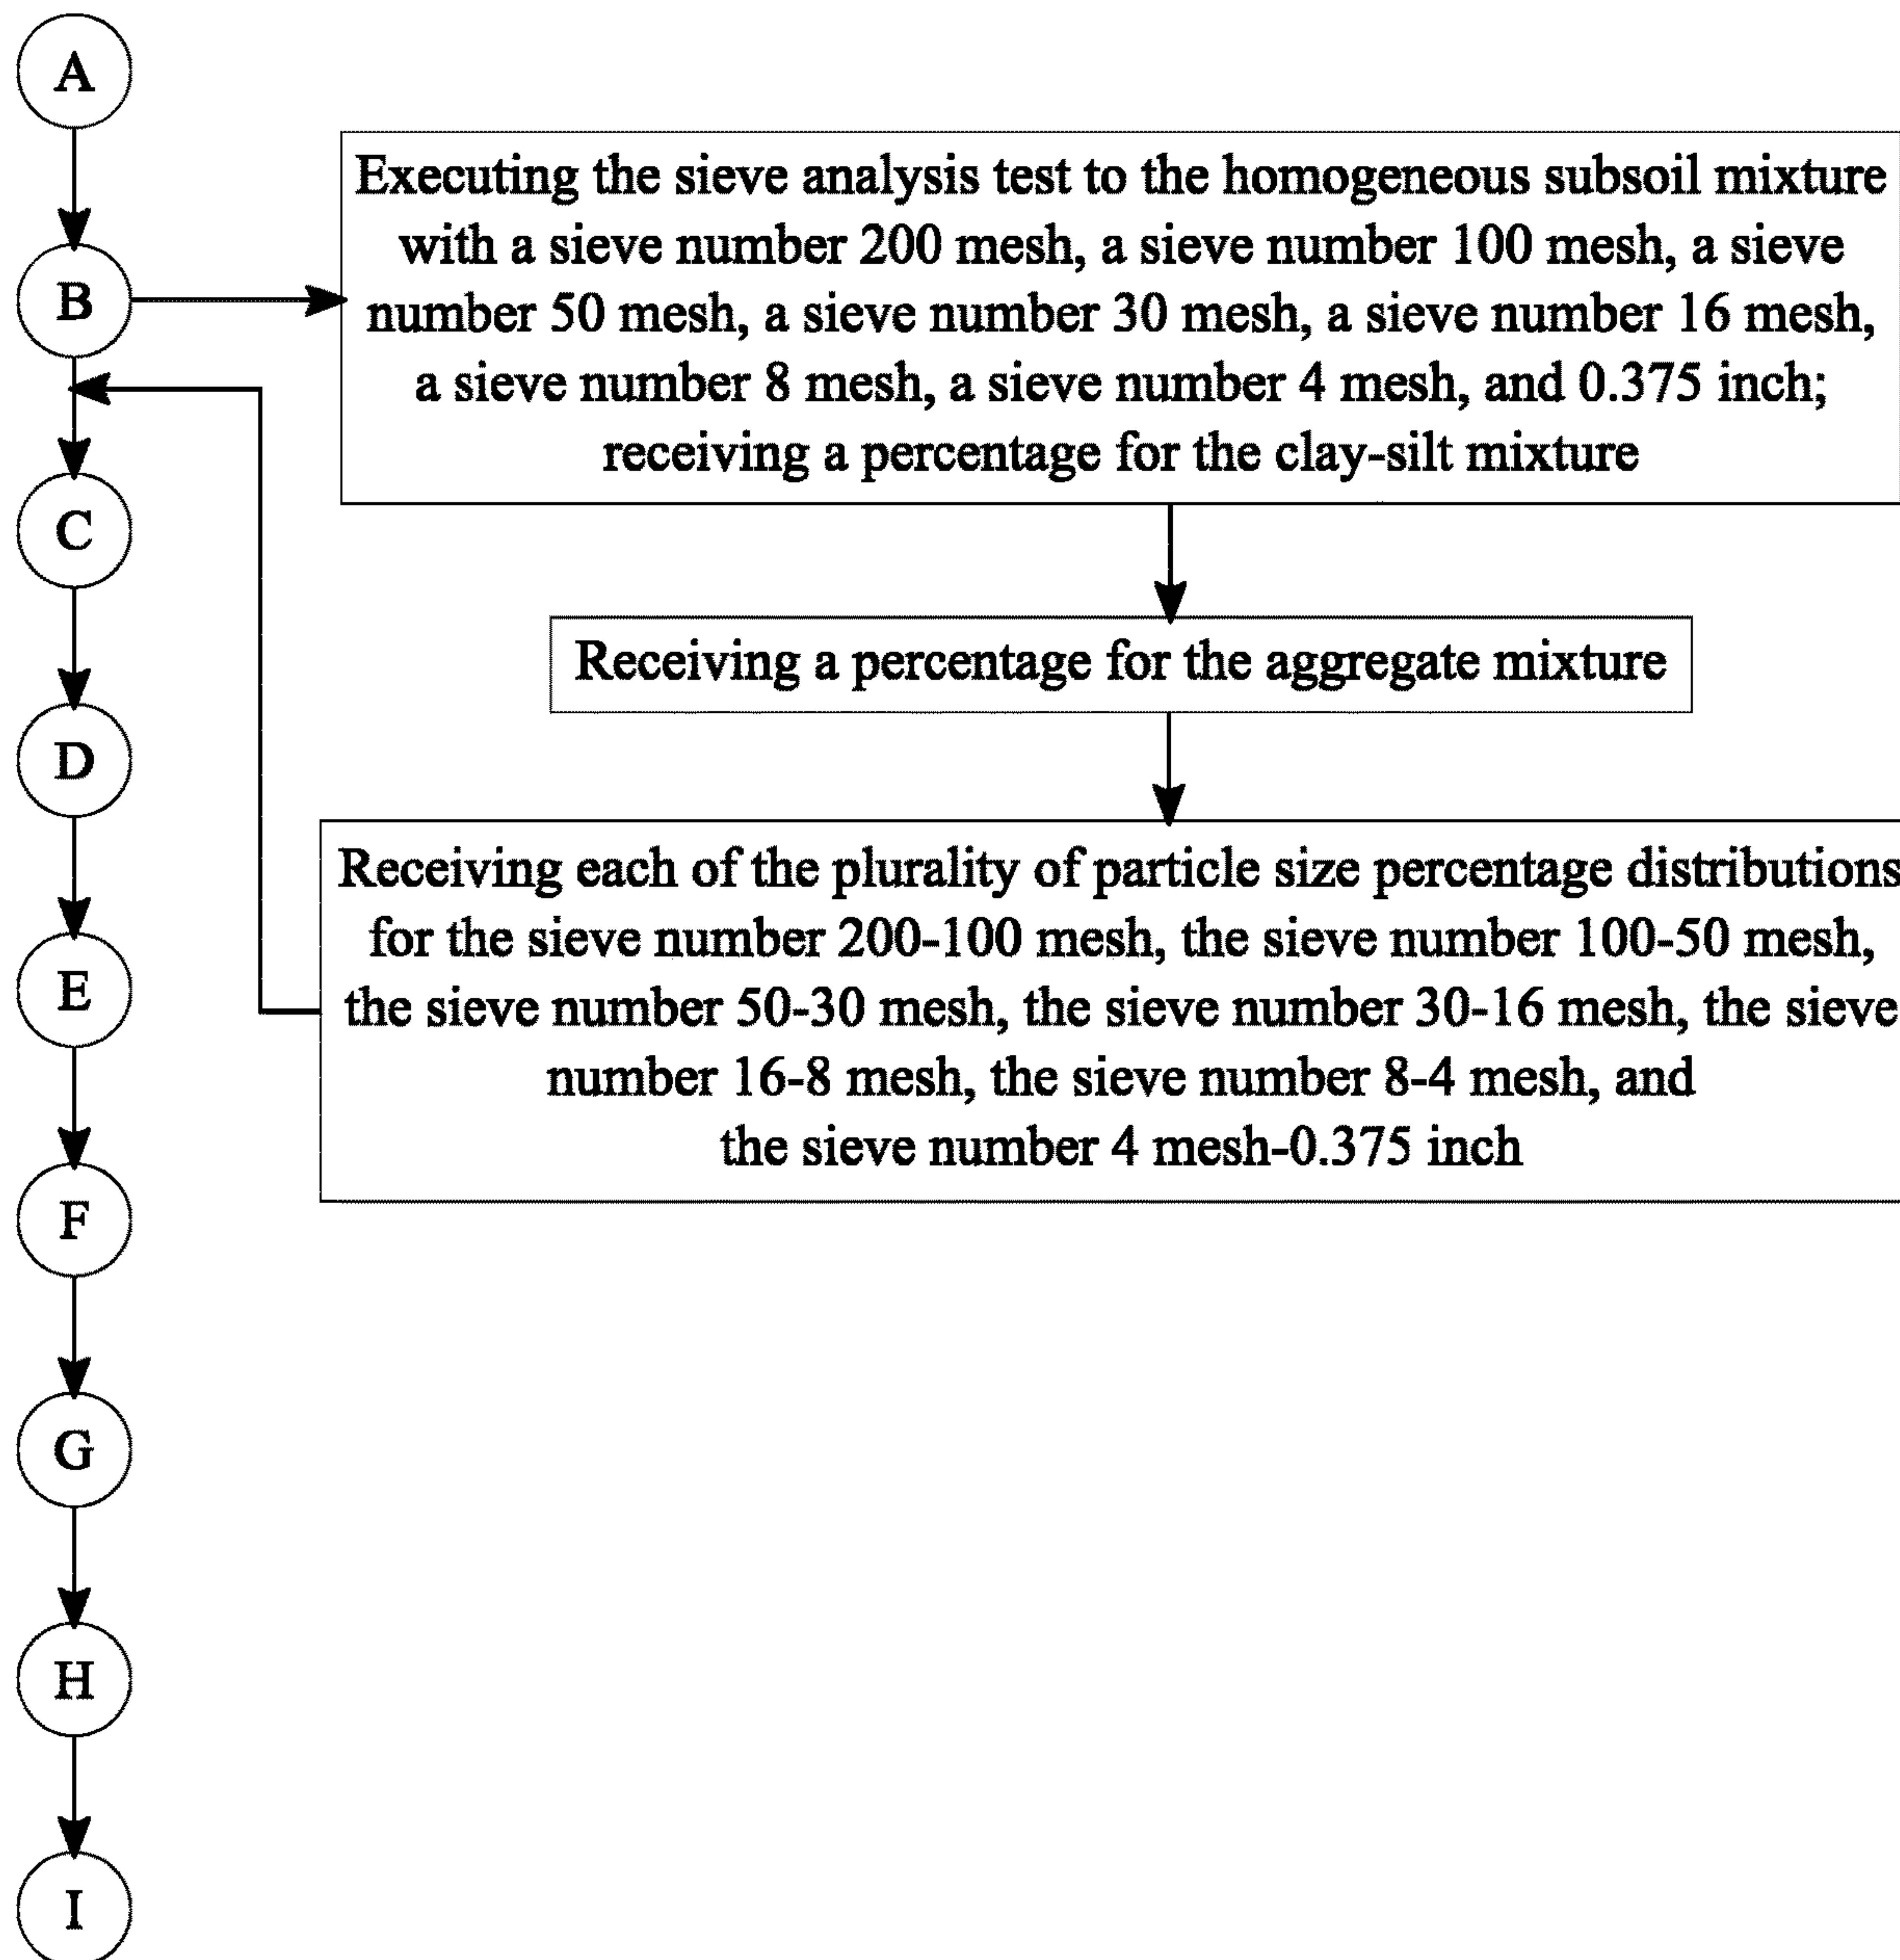 A
B
C
D
E
F
G
H
I
Executing the sieve analysis test to the homogeneous subsoil mixture
with a sieve number 200 mesh, a sieve number 100 mesh, a sieve
number 50 mesh, a sieve number 30 mesh, a sieve number 16 mesh,
a sieve number 8 mesh, a sieve number 4 mesh, and 0.375 inch;
receiving a percentage for the clay-silt mixture
Receiving a percentage for the aggregate mixture
Receiving each of the plurality of particle size percentage distributions
for the sieve number 200-100 mesh, the sieve number 100-50 mesh,
the sieve number 50-30 mesh, the sieve number 30-16 mesh, the sieve
number 16-8 mesh, the sieve number 8-4 mesh, and
the sieve number 4 mesh-0.375 inch